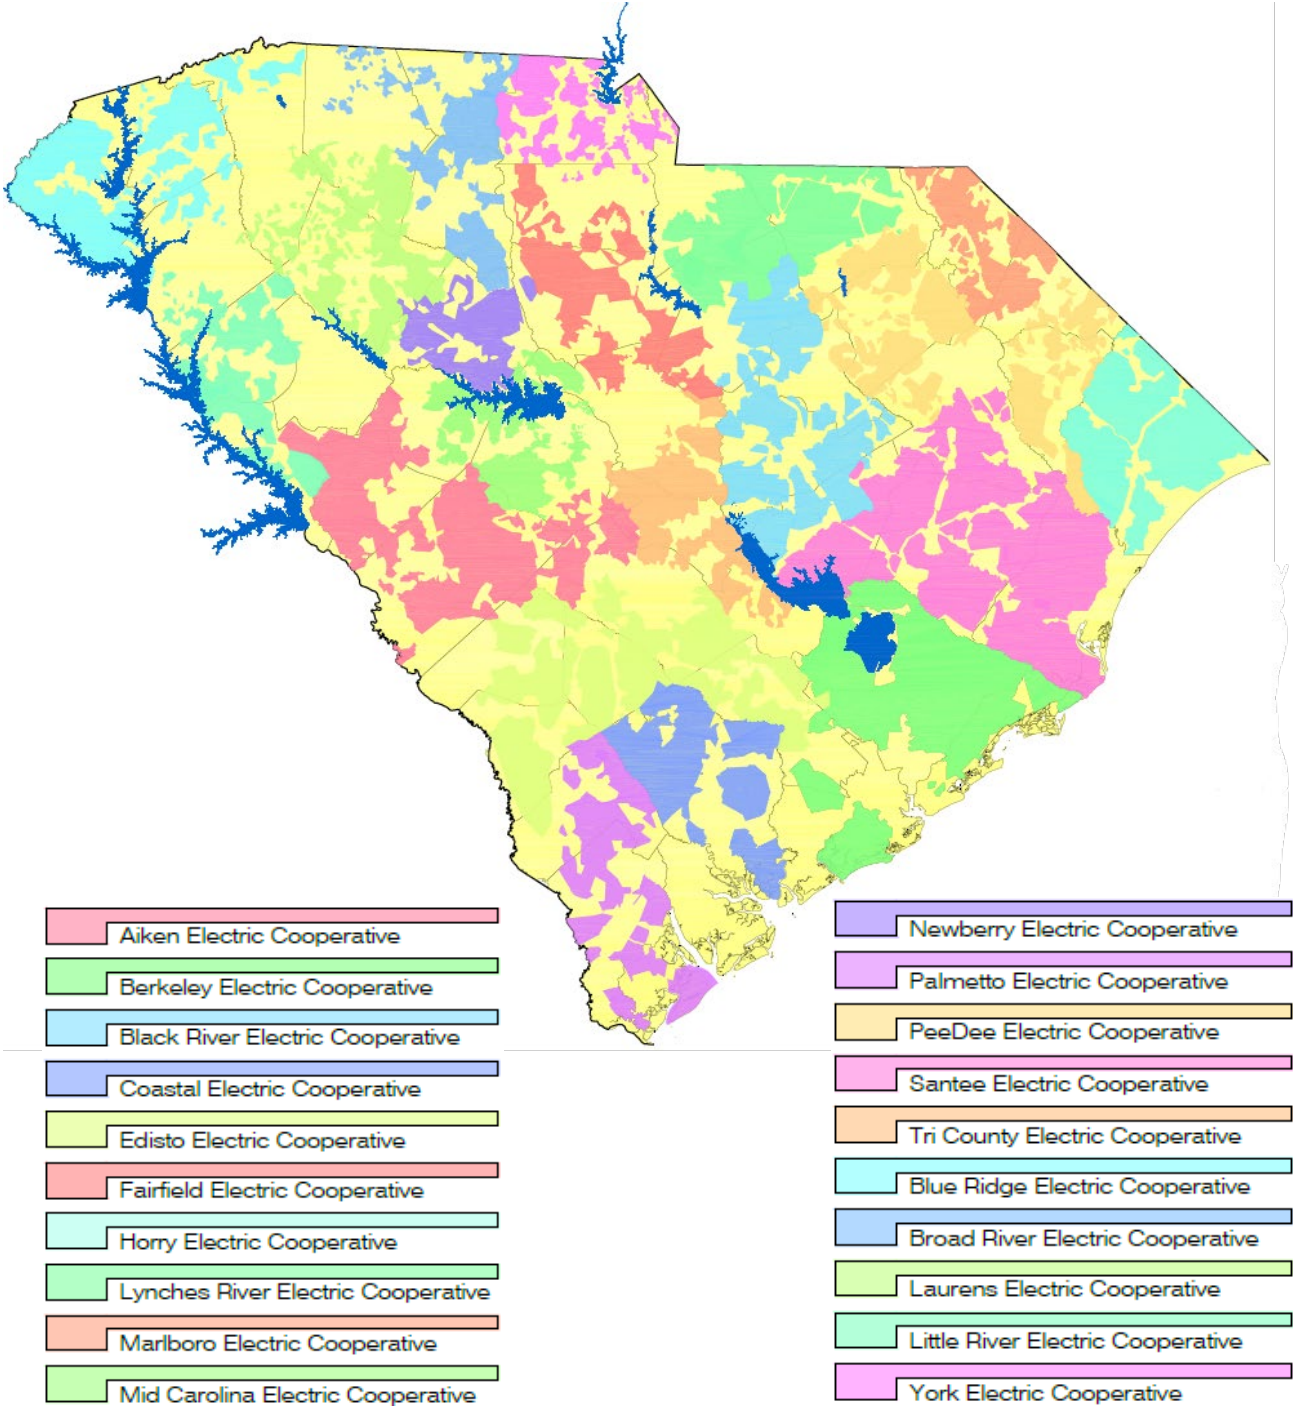 Aiken Electric Cooperative
Berkeley Electric Cooperative
Black River Electric Cooperative
Coastal Electric Cooperative
Edisto Electric Cooperative
Fairfield Electric Cooperative
Horry Electric Cooperative
Lynches River Electric Cooperative
Marlboro Electric Cooperative
Mid Carolina Electric Cooperative
Newberry Electric Cooperative
Palmetto Electric Cooperative
PeeDee Electric Cooperative
Santee Electric Cooperative
Tri County Electric Cooperative
Blue Ridge Electric Cooperative
Broad River Electric Cooperative
Laurens Electric Cooperative
Little River Electric Cooperative
York Electric Cooperative